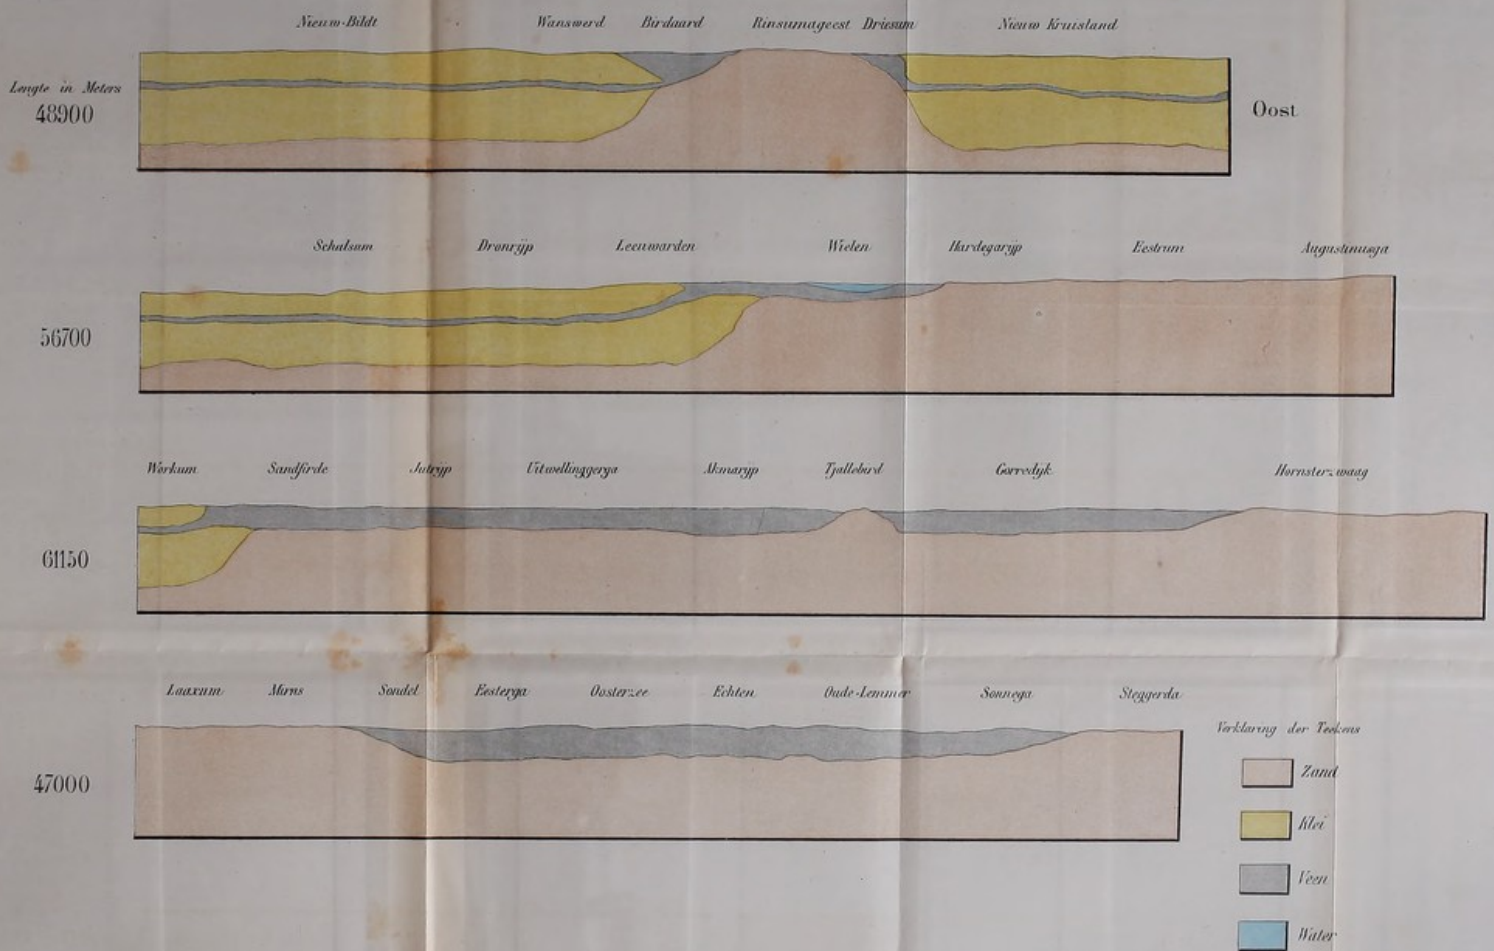 Nieuw-Bildt Wanswerd Birdaard Rinsumageest Driesum Nieuw Kruisland
Lengte in Meters
48900
Oost
Schalsum Dronrijp Leeuwarden Wielen Hardegarijp Eestrum Augustinusga
56700
Workum Sandfirde Jutrijp Uitwellinggerga Akmarijp Tjalleberd Gorredyk Hornsterzwaag
61150
Laaxum Mirns Sondel Eesterga Oosterzee Echten Oude-Lemmer Sonnega Steggerda
47000
Verklaring der Teekens
Zand
Klei
Veen
Water